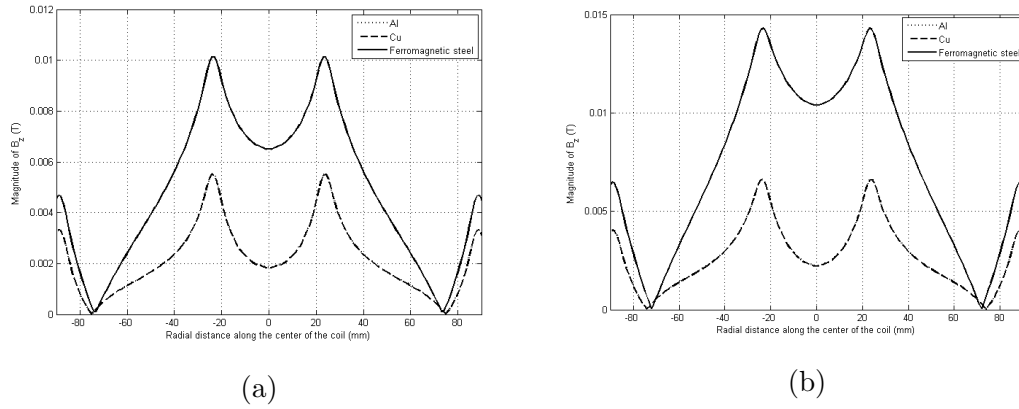 0.012
0.01
0.008
0.006
0.004
0.002
0
Magnitude of B_z (T)
-80 -60 -40 -20 0 20 40 60 80
Radial distance along the center of the coil (mm)
Al
Cu
Ferromagnetic steel
(a)
0.015
0.01
0.005
0
Magnitude of B_z (T)
-80 -60 -40 -20 0 20 40 60 80
Radial distance along the center of the coil (mm)
Al
Cu
Ferromagnetic steel
(b)